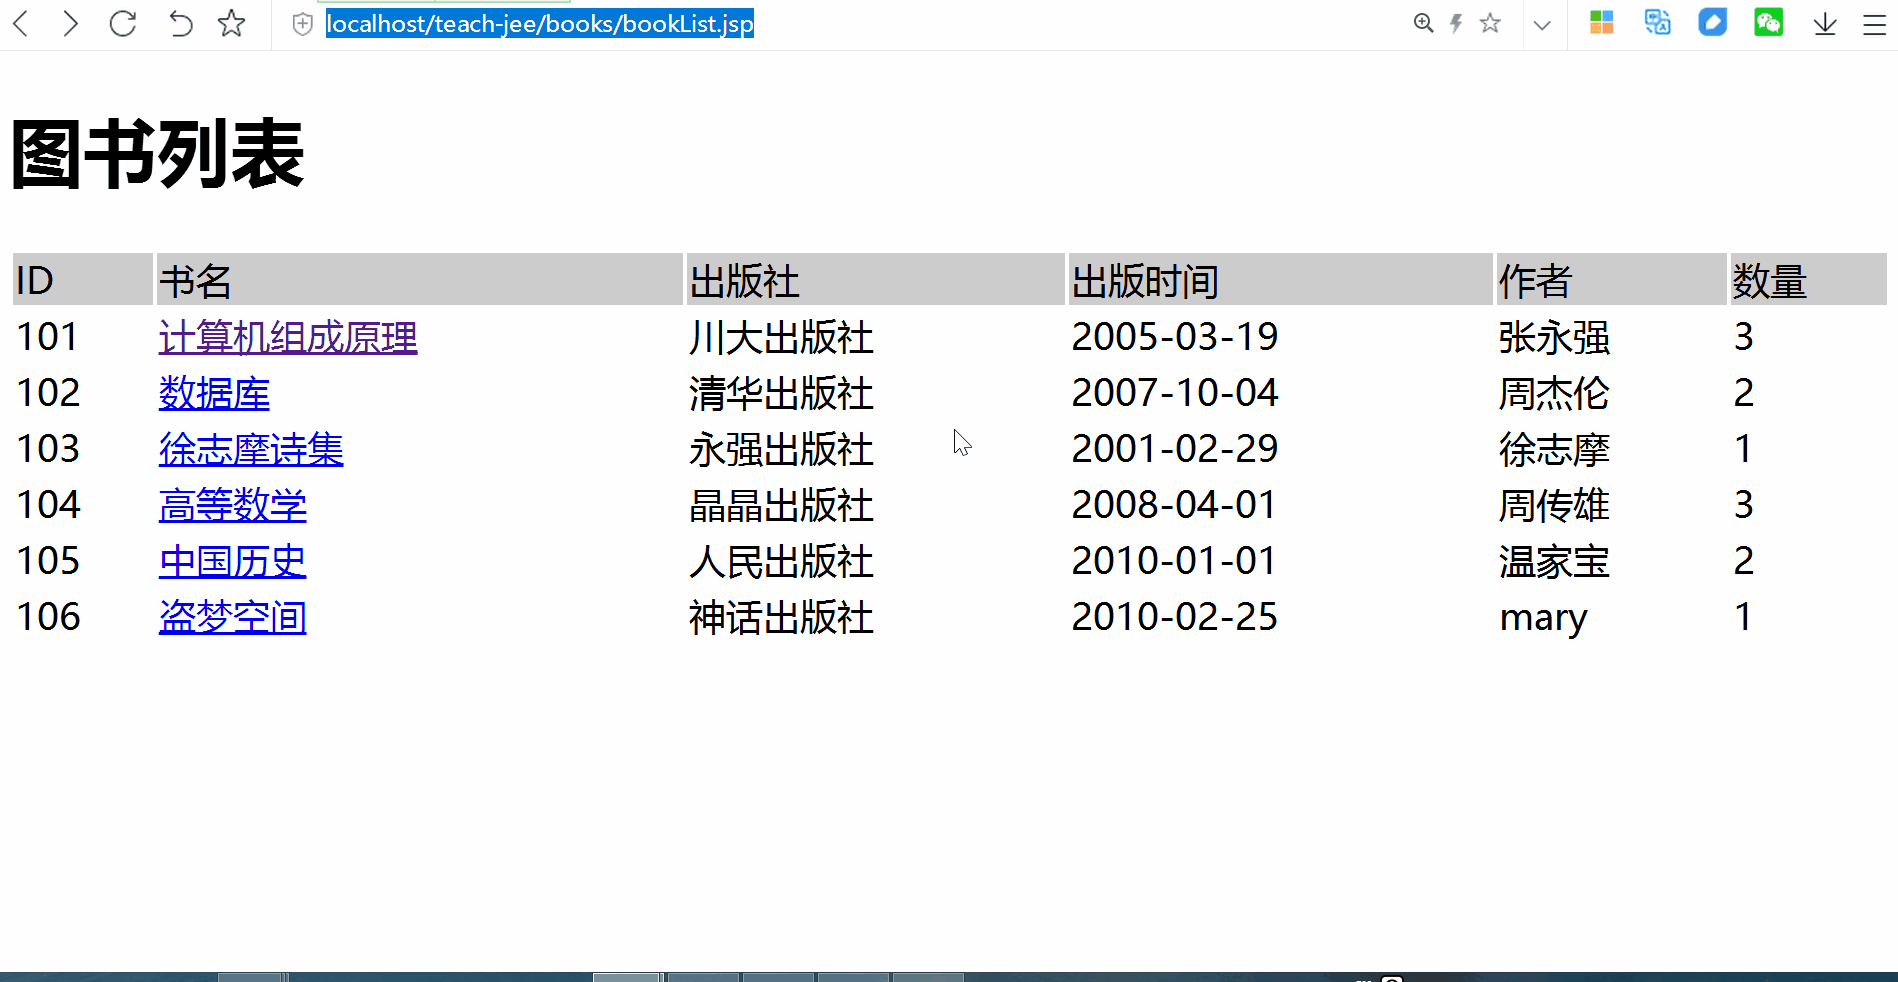 localhost/teach-jee/books/bookList.jsp
图书列表
ID 书名 出版社 出版时间 作者 数量
101 计算机组成原理 川大出版社 2005-03-19 张永强 3
102 数据库 清华出版社 2007-10-04 周杰伦 2
103 徐志摩诗集 永强出版社 2001-02-29 徐志摩 1
104 高等数学 晶晶出版社 2008-04-01 周传雄 3
105 中国历史 人民出版社 2010-01-01 温家宝 2
106 盗梦空间 神话出版社 2010-02-25 mary 1